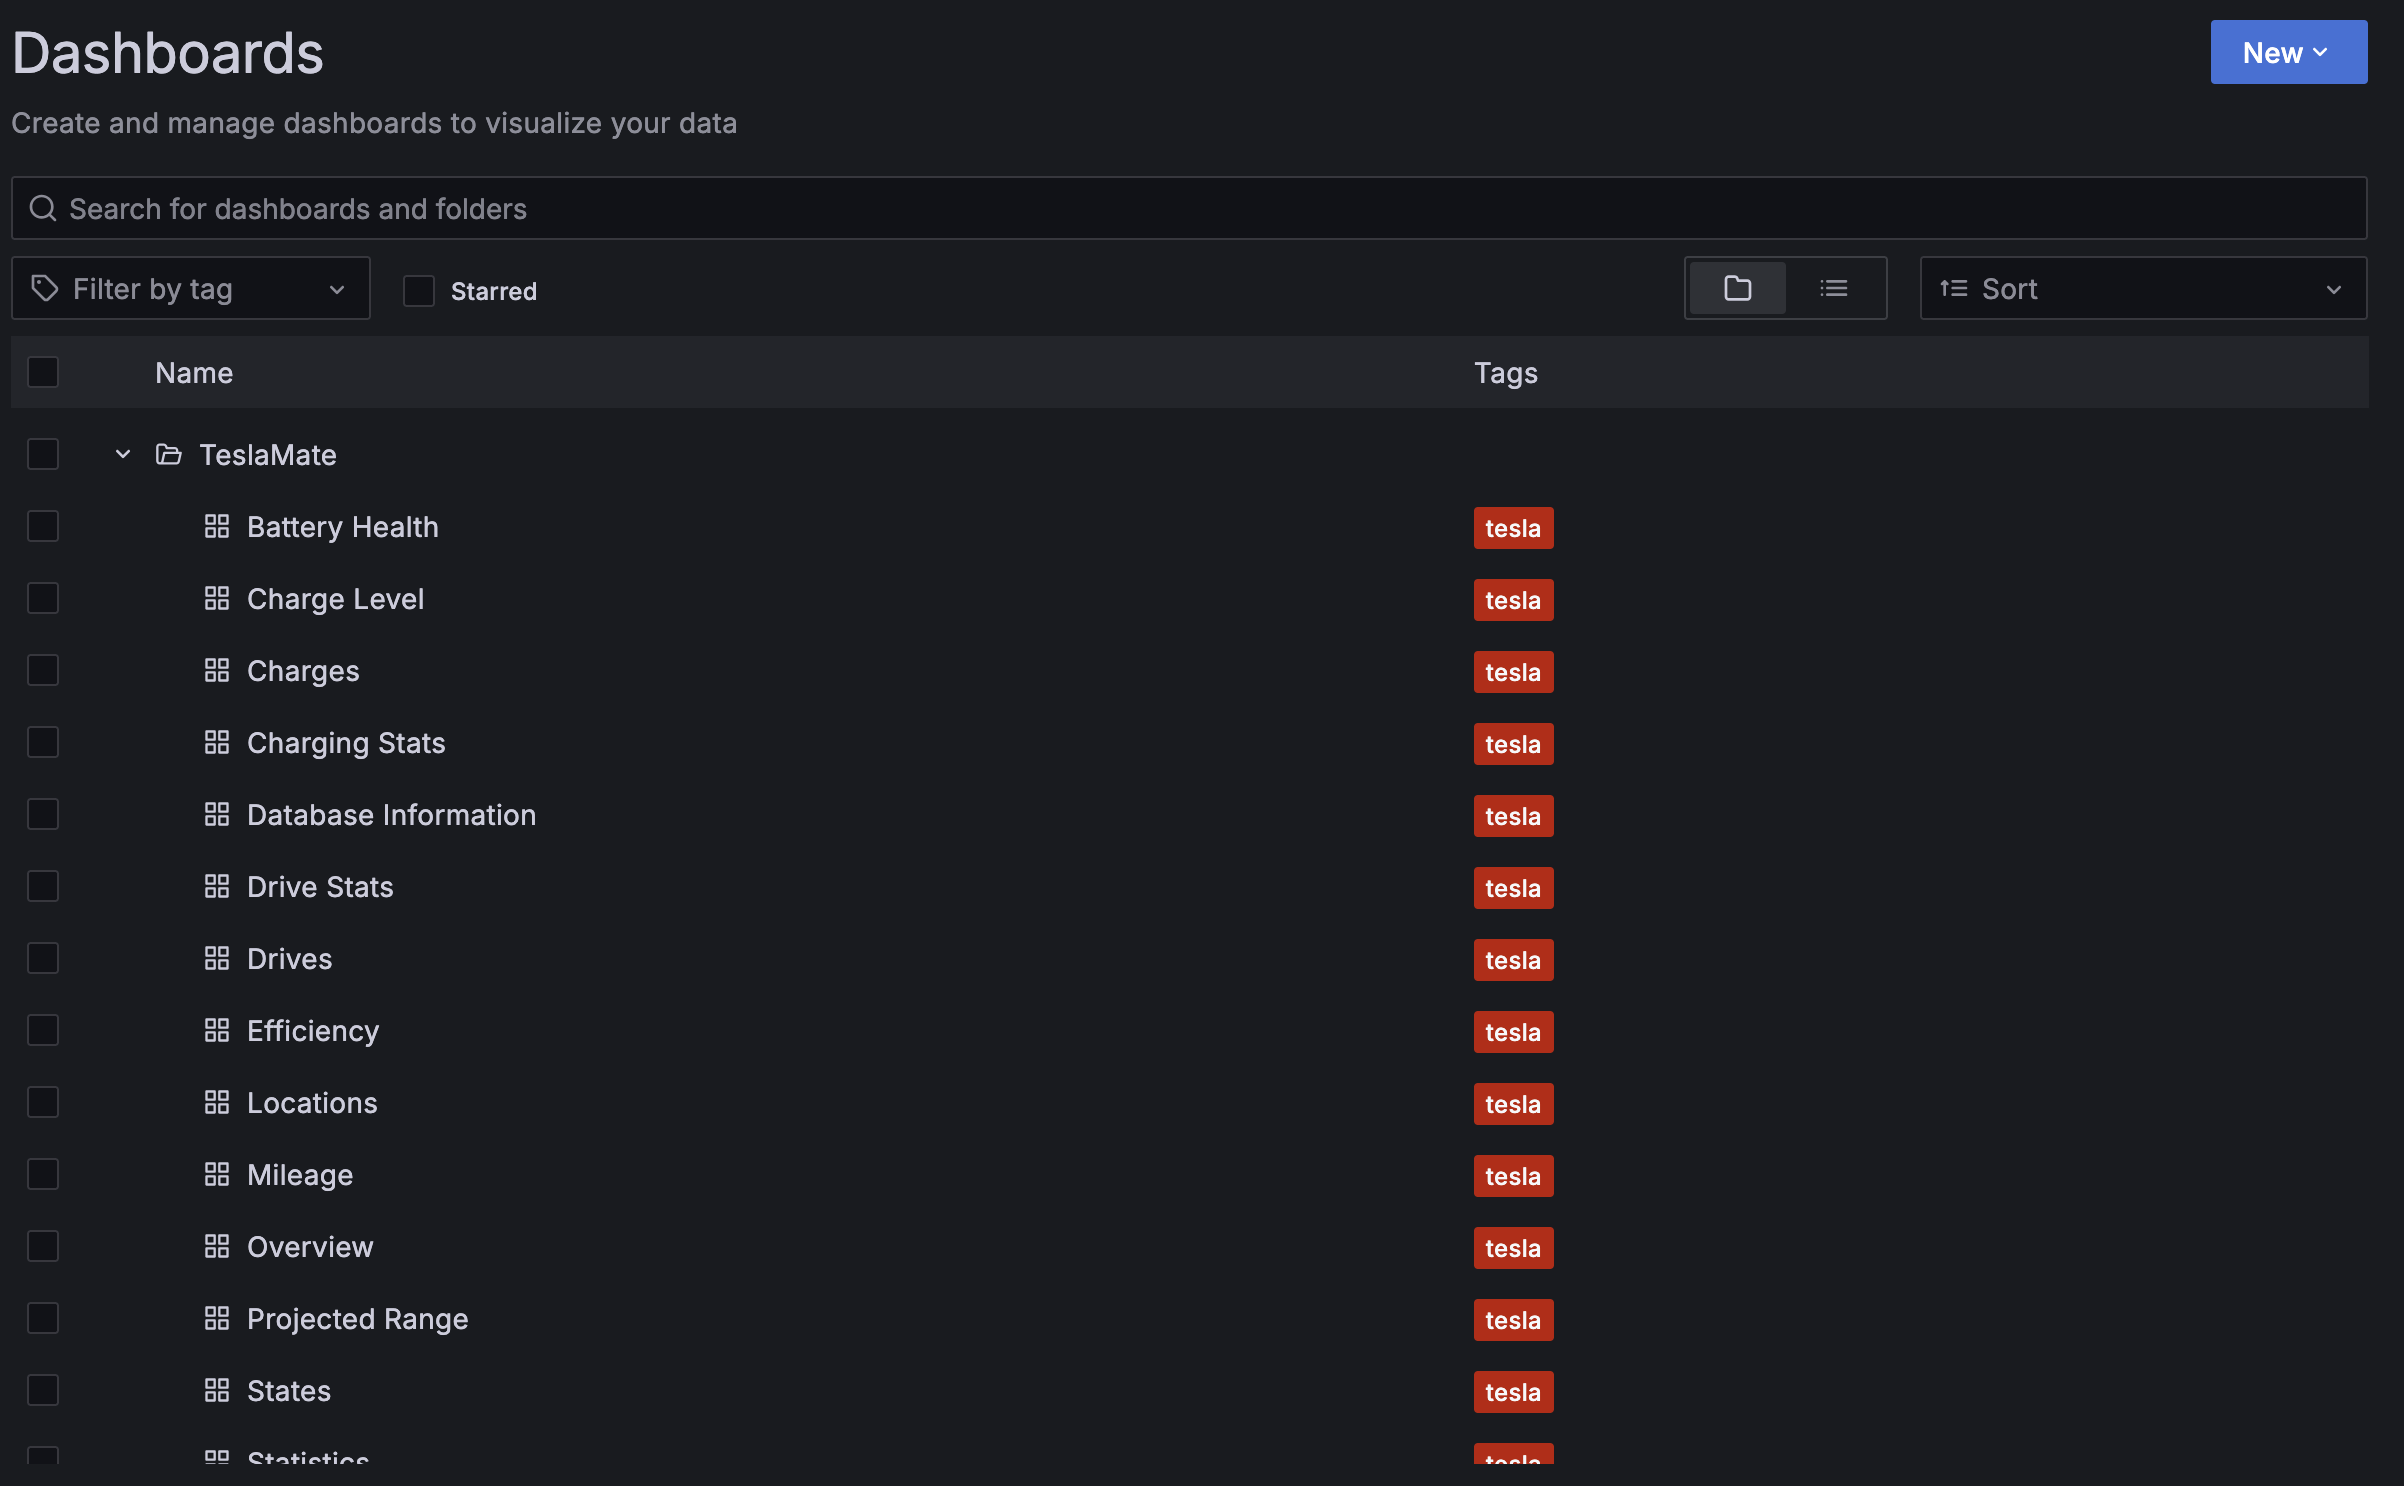 Dashboards
New
Create and manage dashboards to visualize your data
Search for dashboards and folders
Filter by tag
Starred
Sort
Name Tags
TeslaMate
Battery Health tesla
Charge Level tesla
Charges tesla
Charging Stats tesla
Database Information tesla
Drive Stats tesla
Drives tesla
Efficiency tesla
Locations tesla
Mileage tesla
Overview tesla
Projected Range tesla
States tesla
Statistics tesla